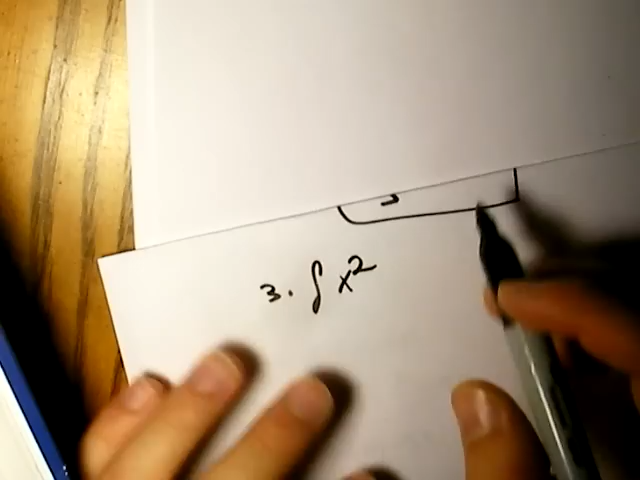 3. ∫ x²